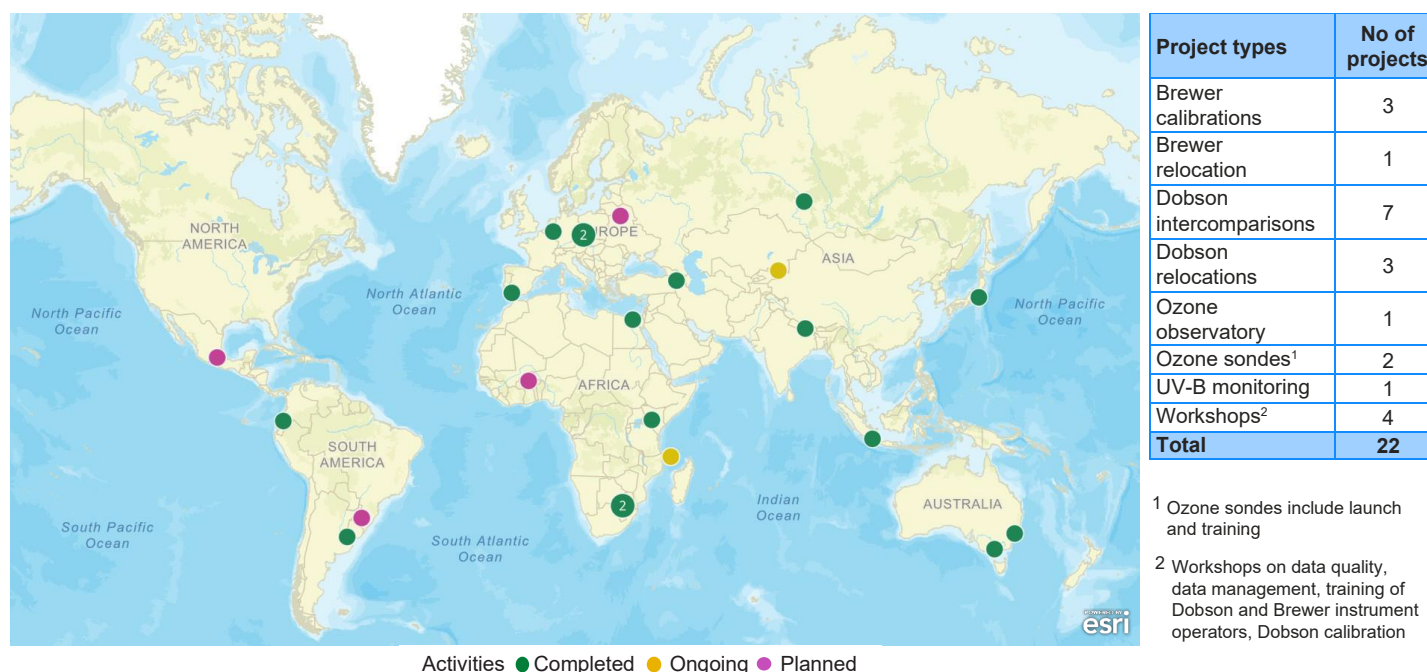 NORTH
AMERICA
North Pacific
Ocean
North Atlantic
Ocean
2
EUROPE
ASIA
North Pacific
Ocean
AFRICA
SOUTH
AMERICA
2
Indian
Ocean
AUSTRALIA
South Pacific
Ocean
South Atlantic
Ocean
POWERED BY
esri
Activities Completed Ongoing Planned
Project types No of
projects
Brewer
calibrations 3
Brewer
relocation 1
Dobson
intercomparisons 7
Dobson
relocations 3
Ozone
observatory 1
Ozone sondes¹ 2
UV-B monitoring 1
Workshops² 4
Total 22
1 Ozone sondes include launch
and training
2 Workshops on data quality,
data management, training of
Dobson and Brewer instrument
operators, Dobson calibration